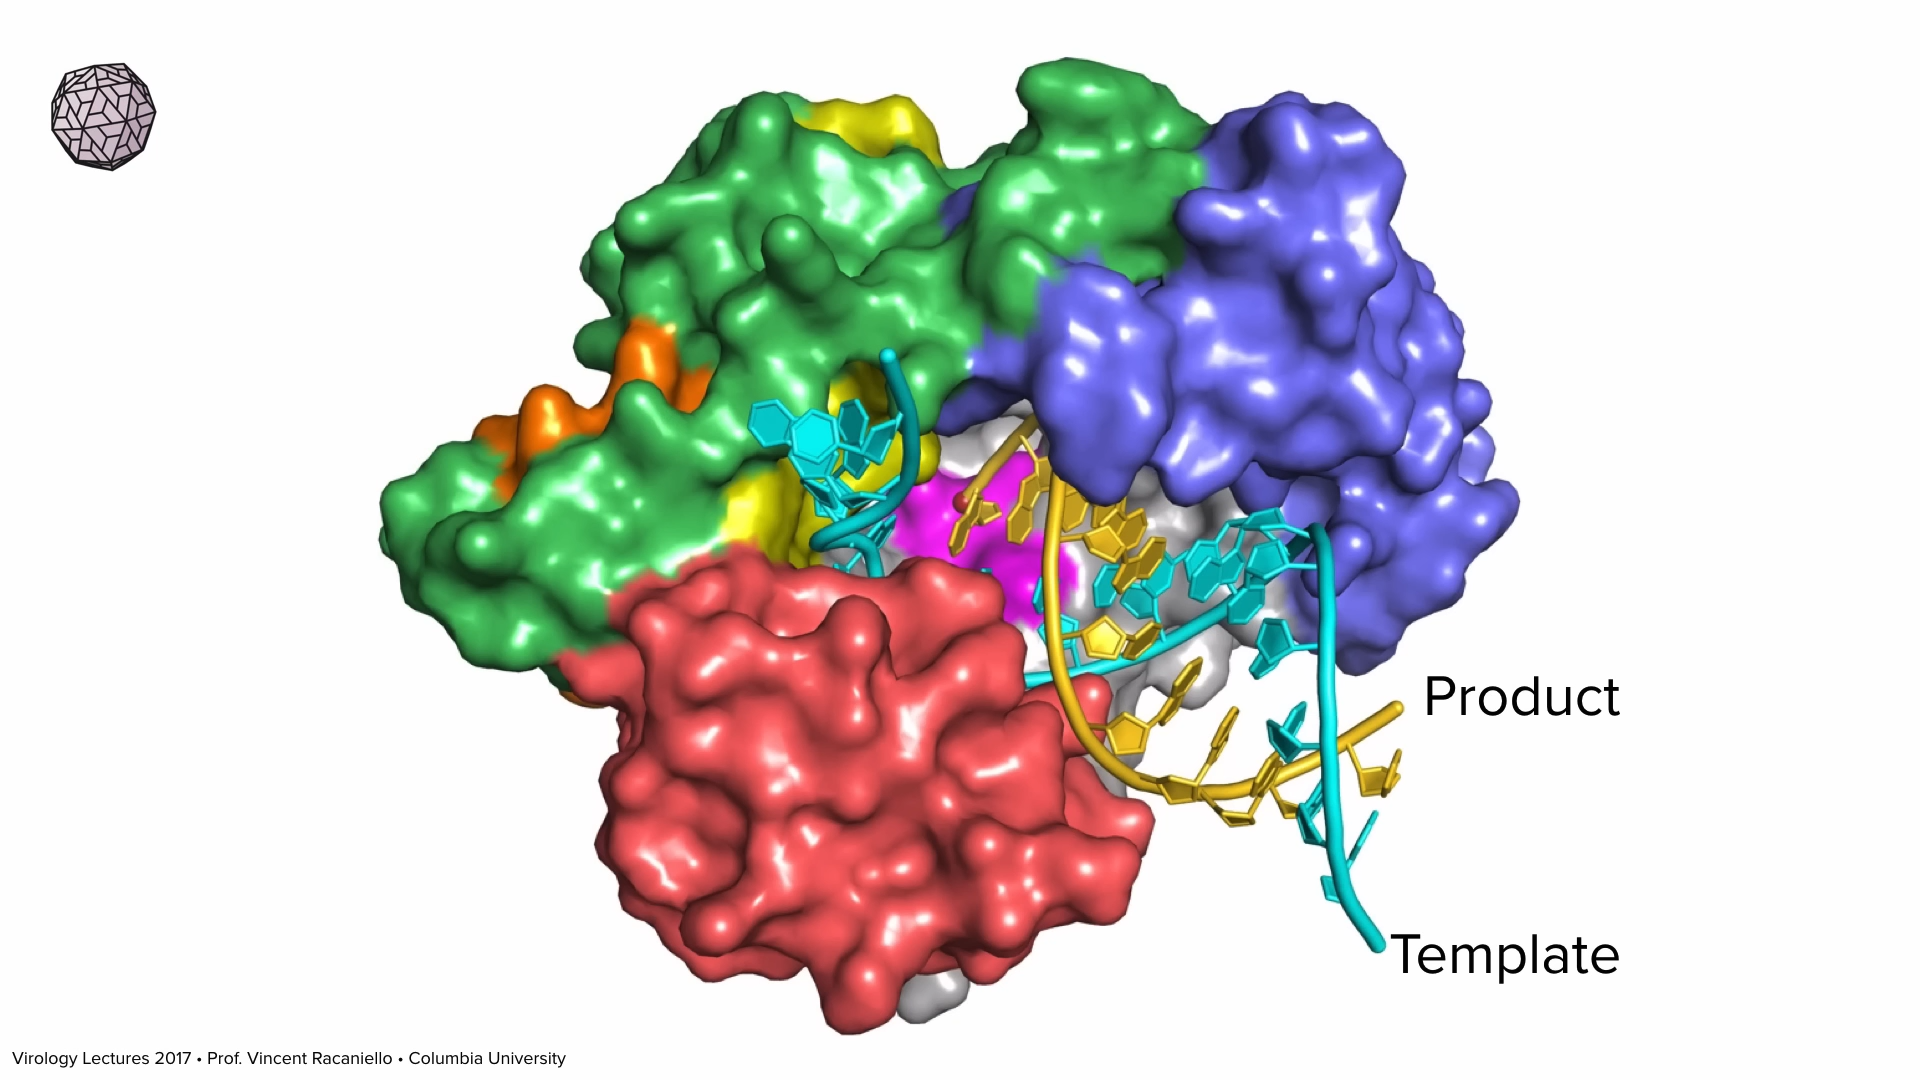 Product
Template
Virology Lectures 2017 • Prof. Vincent Racaniello • Columbia University